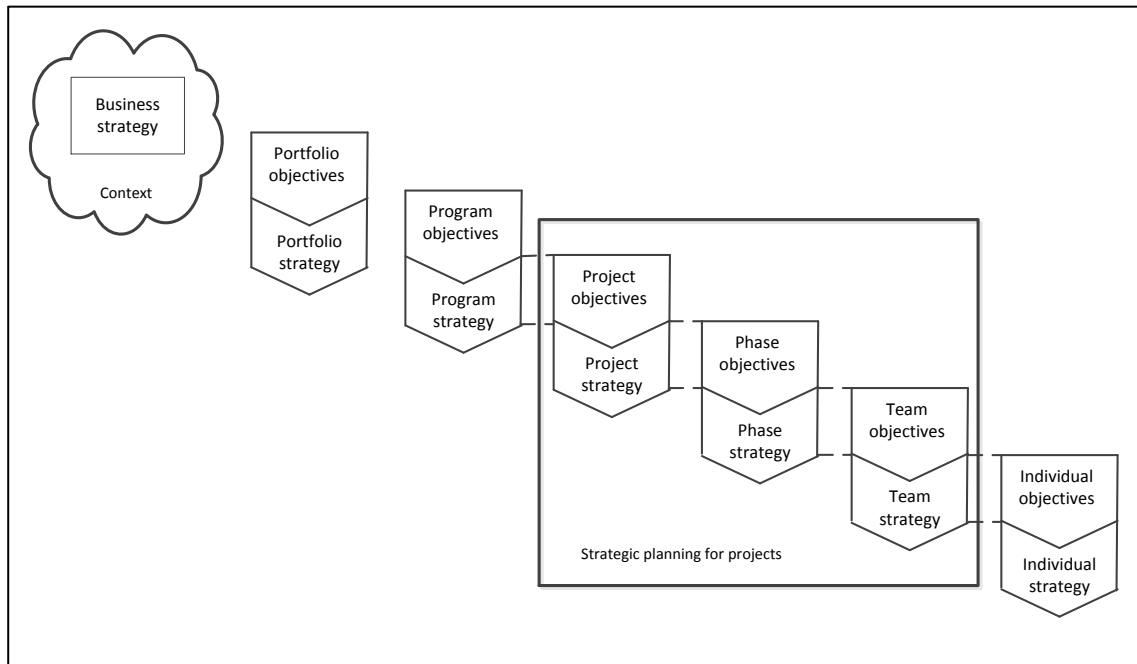 Business
strategy
Context
Portfolio
objectives
Portfolio
strategy
Program
objectives
Program
strategy
Project
objectives
Project
strategy
Phase
objectives
Phase
strategy
Team
objectives
Team
strategy
Strategic planning for projects
Individual
objectives
Individual
strategy